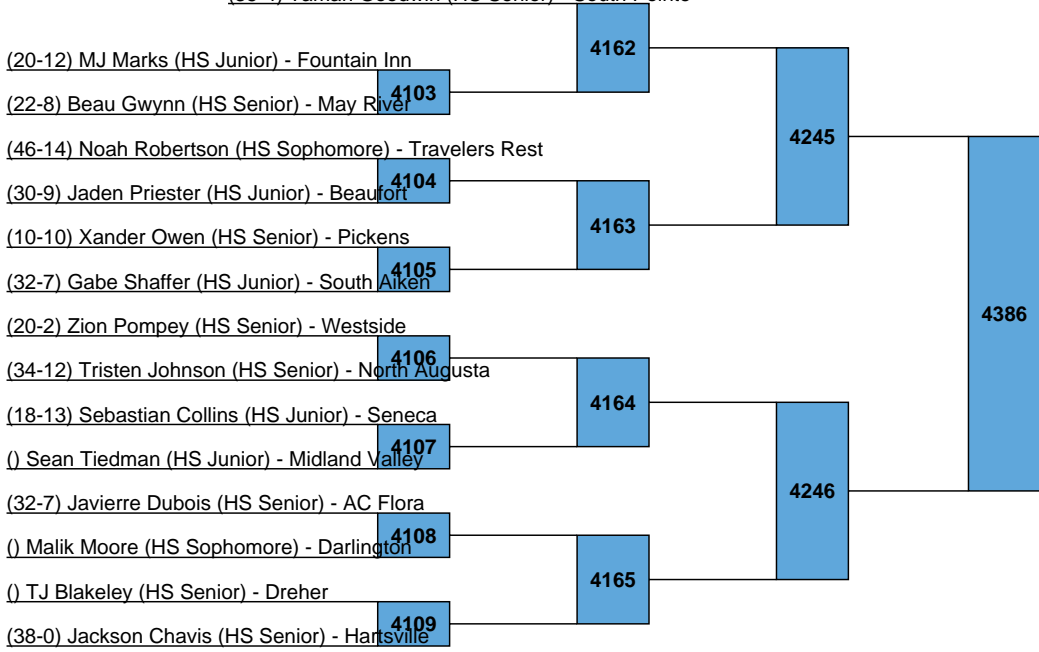 South Pointe
(20-12) MJ Marks (HS Junior) - Fountain Inn
(22-8) Beau Gwynn (HS Senior) - May River
(46-14) Noah Robertson (HS Sophomore) - Travelers Rest
(30-9) Jaden Priester (HS Junior) - Beaufort
(10-10) Xander Owen (HS Senior) - Pickens
(32-7) Gabe Shaffer (HS Junior) - South Aiken
(20-2) Zion Pompey (HS Senior) - Westside
(34-12) Tristen Johnson (HS Senior) - North Augusta
(18-13) Sebastian Collins (HS Junior) - Seneca
() Sean Tiedman (HS Junior) - Midland Valley
(32-7) Javierre Dubois (HS Senior) - AC Flora
() Malik Moore (HS Sophomore) - Darlington
() TJ Blakeley (HS Senior) - Dreher
(38-0) Jackson Chavis (HS Senior) - Hartsville
4103
4104
4105
4106
4107
4108
4109
4162
4163
4164
4165
4245
4246
4386